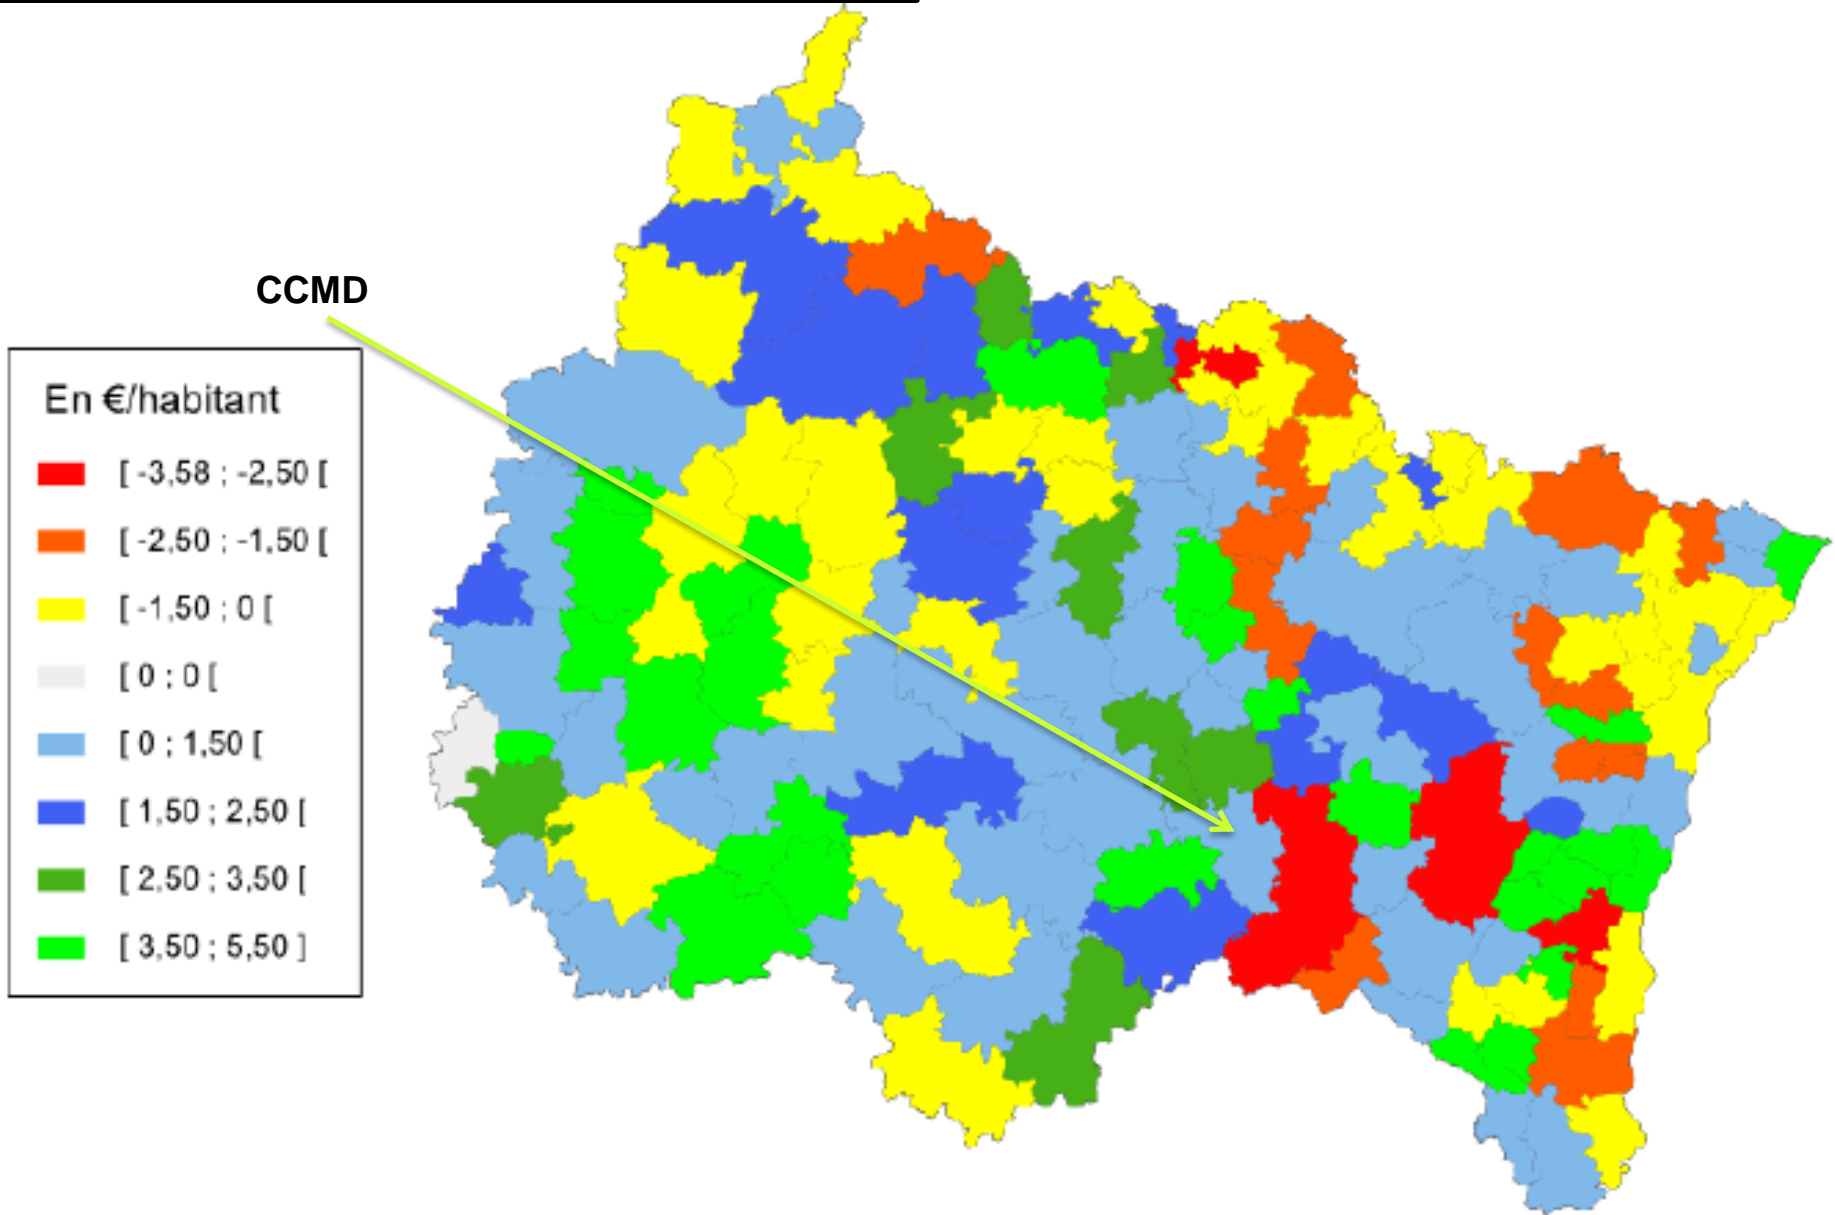 CCMD
En €/habitant
[ -3,58 ; -2,50 [
[ -2,50 ; -1,50 [
[ -1,50 ; 0 [
[ 0 ; 0 [
[ 0 ; 1,50 [
[ 1,50 ; 2,50 [
[ 2,50 ; 3,50 [
[ 3,50 ; 5,50 ]